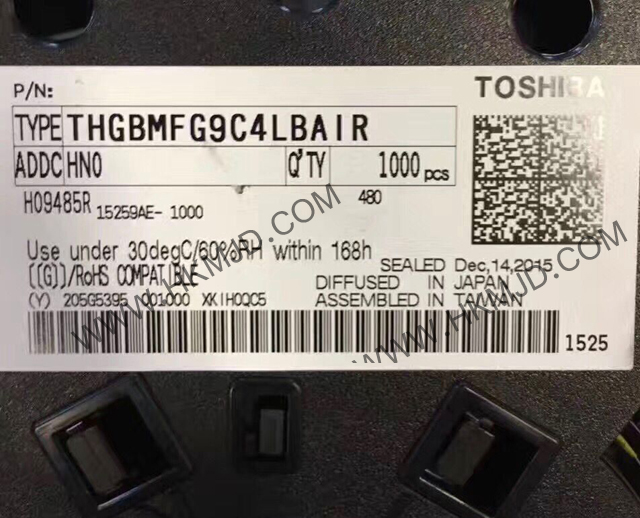 P/N:
TOSHIBA
TYPE THGBMFG9C4LBAIR
ADDC HN0 Q'TY 1000 pcs
H09485R 15259AE- 1000 480
Use under 30degC/60%RH within 168h
SEALED Dec,14,2015
[[G]]/RoHS COMPATIBLE DIFFUSED IN JAPAN
(Y) 205G5395 001000 XKIH0QC5 ASSEMBLED IN TAIWAN
1525
WWW.HKMJD.COM
WWW.HKMJD.COM